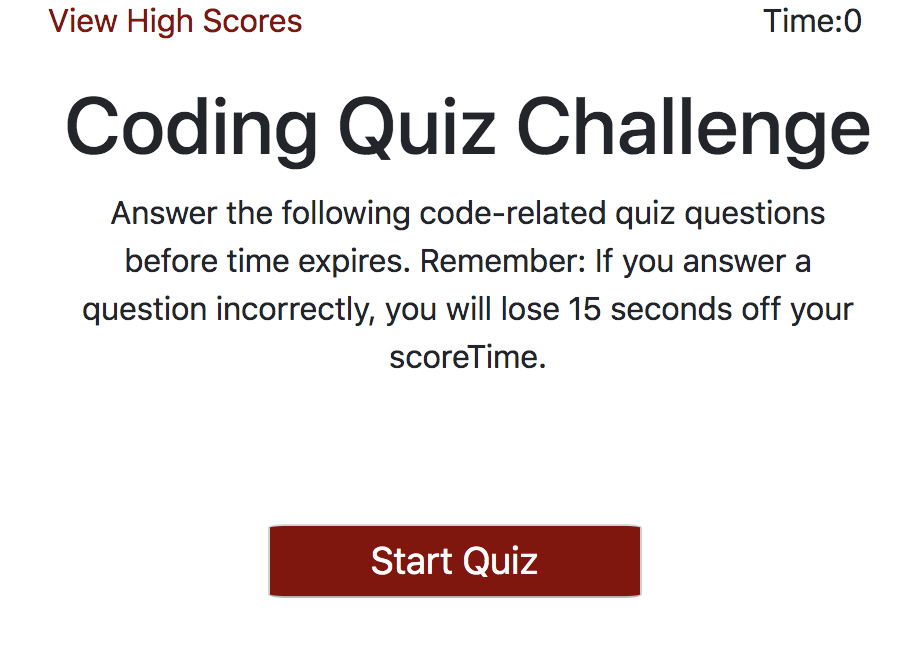 View High Scores
Time:0
Coding Quiz Challenge
Answer the following code-related quiz questions
before time expires. Remember: If you answer a
question incorrectly, you will lose 15 seconds off your
scoreTime.
Start Quiz